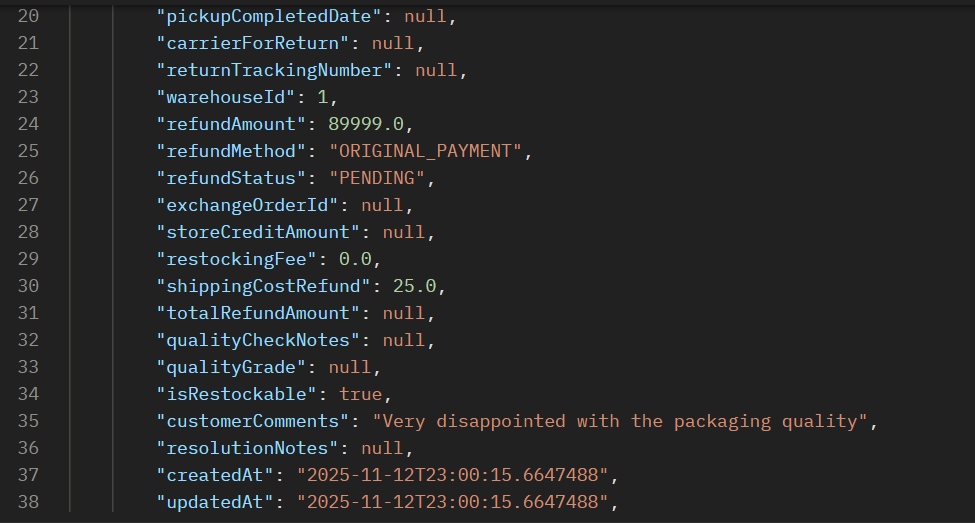 20 "pickupCompletedDate": null,
21 "carrierForReturn": null,
22 "returnTrackingNumber": null,
23 "warehouseId": 1,
24 "refundAmount": 89999.0,
25 "refundMethod": "ORIGINAL_PAYMENT",
26 "refundStatus": "PENDING",
27 "exchangeOrderId": null,
28 "storeCreditAmount": null,
29 "restockingFee": 0.0,
30 "shippingCostRefund": 25.0,
31 "totalRefundAmount": null,
32 "qualityCheckNotes": null,
33 "qualityGrade": null,
34 "isRestockable": true,
35 "customerComments": "Very disappointed with the packaging quality",
36 "resolutionNotes": null,
37 "createdAt": "2025-11-12T23:00:15.6647488",
38 "updatedAt": "2025-11-12T23:00:15.6647488",